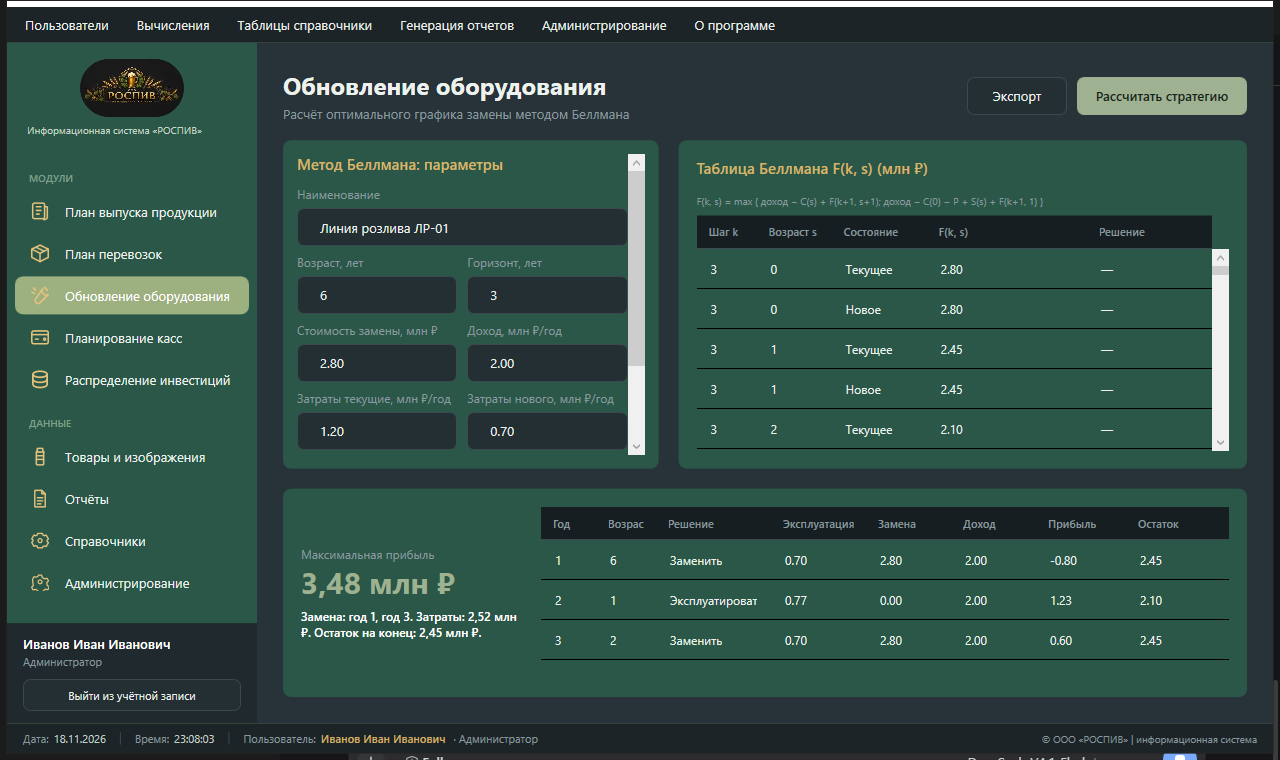 Пользователи Вычисления Таблицы справочники Генерация отчетов Администрирование О программе
РОСПИВ
Информационная система «РОСПИВ»
МОДУЛИ
План выпуска продукции
План перевозок
Обновление оборудования
Планирование касс
Распределение инвестиций
ДАННЫЕ
Товары и изображения
Отчёты
Справочники
Администрирование
Иванов Иван Иванович
Администратор
Выйти из учётной записи
Обновление оборудования
Расчёт оптимального графика замены методом Беллмана
Экспорт Рассчитать стратегию
Метод Беллмана: параметры
Наименование
Линия розлива ЛР-01
Возраст, лет Горизонт, лет
6 3
Стоимость замены, млн ₽ Доход, млн ₽/год
2.80 2.00
Затраты текущие, млн ₽/год Затраты нового, млн ₽/год
1.20 0.70
Таблица Беллмана F(k, s) (млн ₽)
F(k, s) = max { доход − C(s) + F(k+1, s+1); доход − C(0) − P + S(s) + F(k+1, 1) }
Шаг k Возраст s Состояние F(k, s) Решение
3 0 Текущее 2.80 —
3 0 Новое 2.80 —
3 1 Текущее 2.45 —
3 1 Новое 2.45 —
3 2 Текущее 2.10 —
Максимальная прибыль
3,48 млн ₽
Замена: год 1, год 3. Затраты: 2,52 млн
₽. Остаток на конец: 2,45 млн ₽.
Год Возрас Решение Эксплуатация Замена Доход Прибыль Остаток
1 6 Заменить 0.70 2.80 2.00 -0.80 2.45
2 1 Эксплуатироват 0.77 0.00 2.00 1.23 2.10
3 2 Заменить 0.70 2.80 2.00 0.60 2.45
Дата: 18.11.2026 Время: 23:08:03 Пользователь: Иванов Иван Иванович · Администратор
© ООО «РОСПИВ» | информационная система